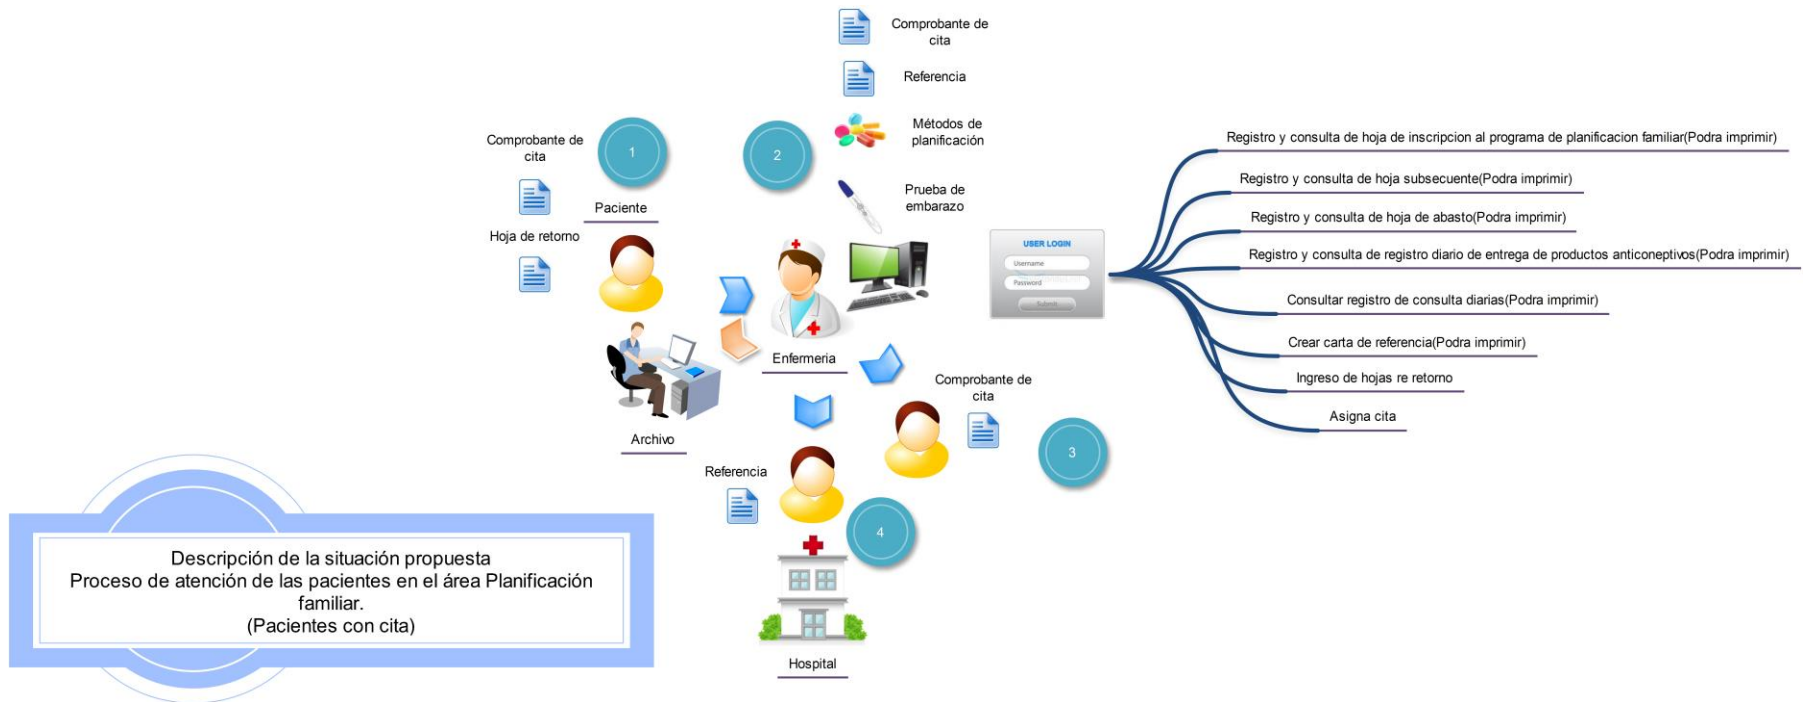 Comprobante de
cita
Referencia
Métodos de
planificación
Prueba de
embarazo
1
2
Comprobante de
cita
Paciente
Hoja de retorno
Enfermeria
Archivo
USER LOGIN
Username
Password
Submit
Registro y consulta de hoja de inscripcion al programa de planificacion familiar(Podra imprimir)
Registro y consulta de hoja subsecuente(Podra imprimir)
Registro y consulta de hoja de abasto(Podra imprimir)
Registro y consulta de registro diario de entrega de productos anticoneptivos(Podra imprimir)
Consultar registro de consulta diarias(Podra imprimir)
Crear carta de referencia(Podra imprimir)
Ingreso de hojas re retorno
Asigna cita
Comprobante de
cita
3
Referencia
4
Hospital
Descripción de la situación propuesta
Proceso de atención de las pacientes en el área Planificación
familiar.
(Pacientes con cita)